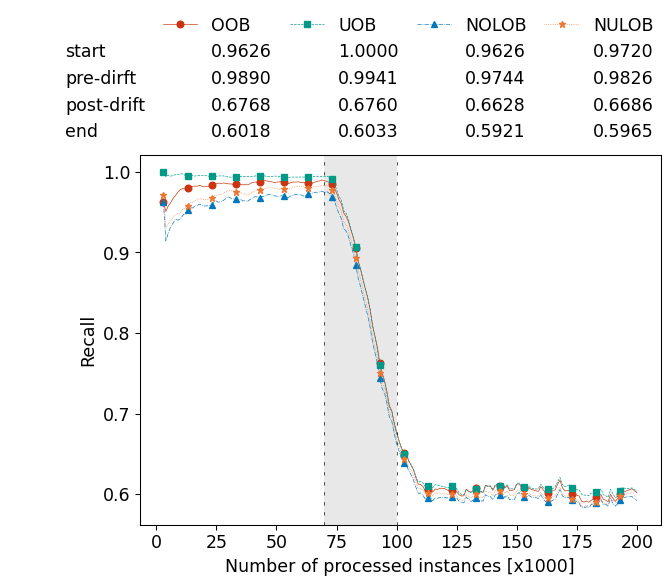 OOB UOB NOLOB NULOB
start 0.9626 1.0000 0.9626 0.9720
pre-dirft 0.9890 0.9941 0.9744 0.9826
post-drift 0.6768 0.6760 0.6628 0.6686
end 0.6018 0.6033 0.5921 0.5965
1.0
0.9
0.8
0.7
0.6
Recall
0 25 50 75 100 125 150 175 200
Number of processed instances [x1000]